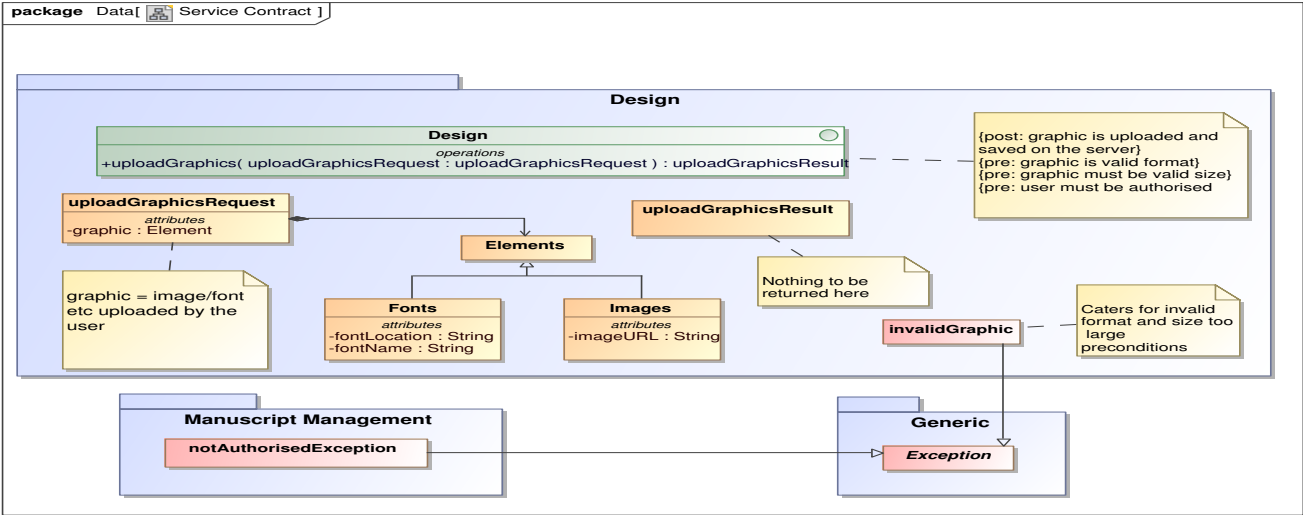 package Data[ Service Contract ]
Design
Design
operations
+uploadGraphics( uploadGraphicsRequest : uploadGraphicsRequest ) : uploadGraphicsResult
{post: graphic is uploaded and
saved on the server}
{pre: graphic is valid format}
{pre: graphic must be valid size}
{pre: user must be authorised
uploadGraphicsRequest
attributes
-graphic : Element
uploadGraphicsResult
Elements
Nothing to be
returned here
graphic = image/font
etc uploaded by the
user
Fonts
attributes
-fontLocation : String
-fontName : String
Images
attributes
-imageURL : String
invalidGraphic
Caters for invalid
format and size too
large
preconditions
Manuscript Management
notAuthorisedException
Generic
Exception